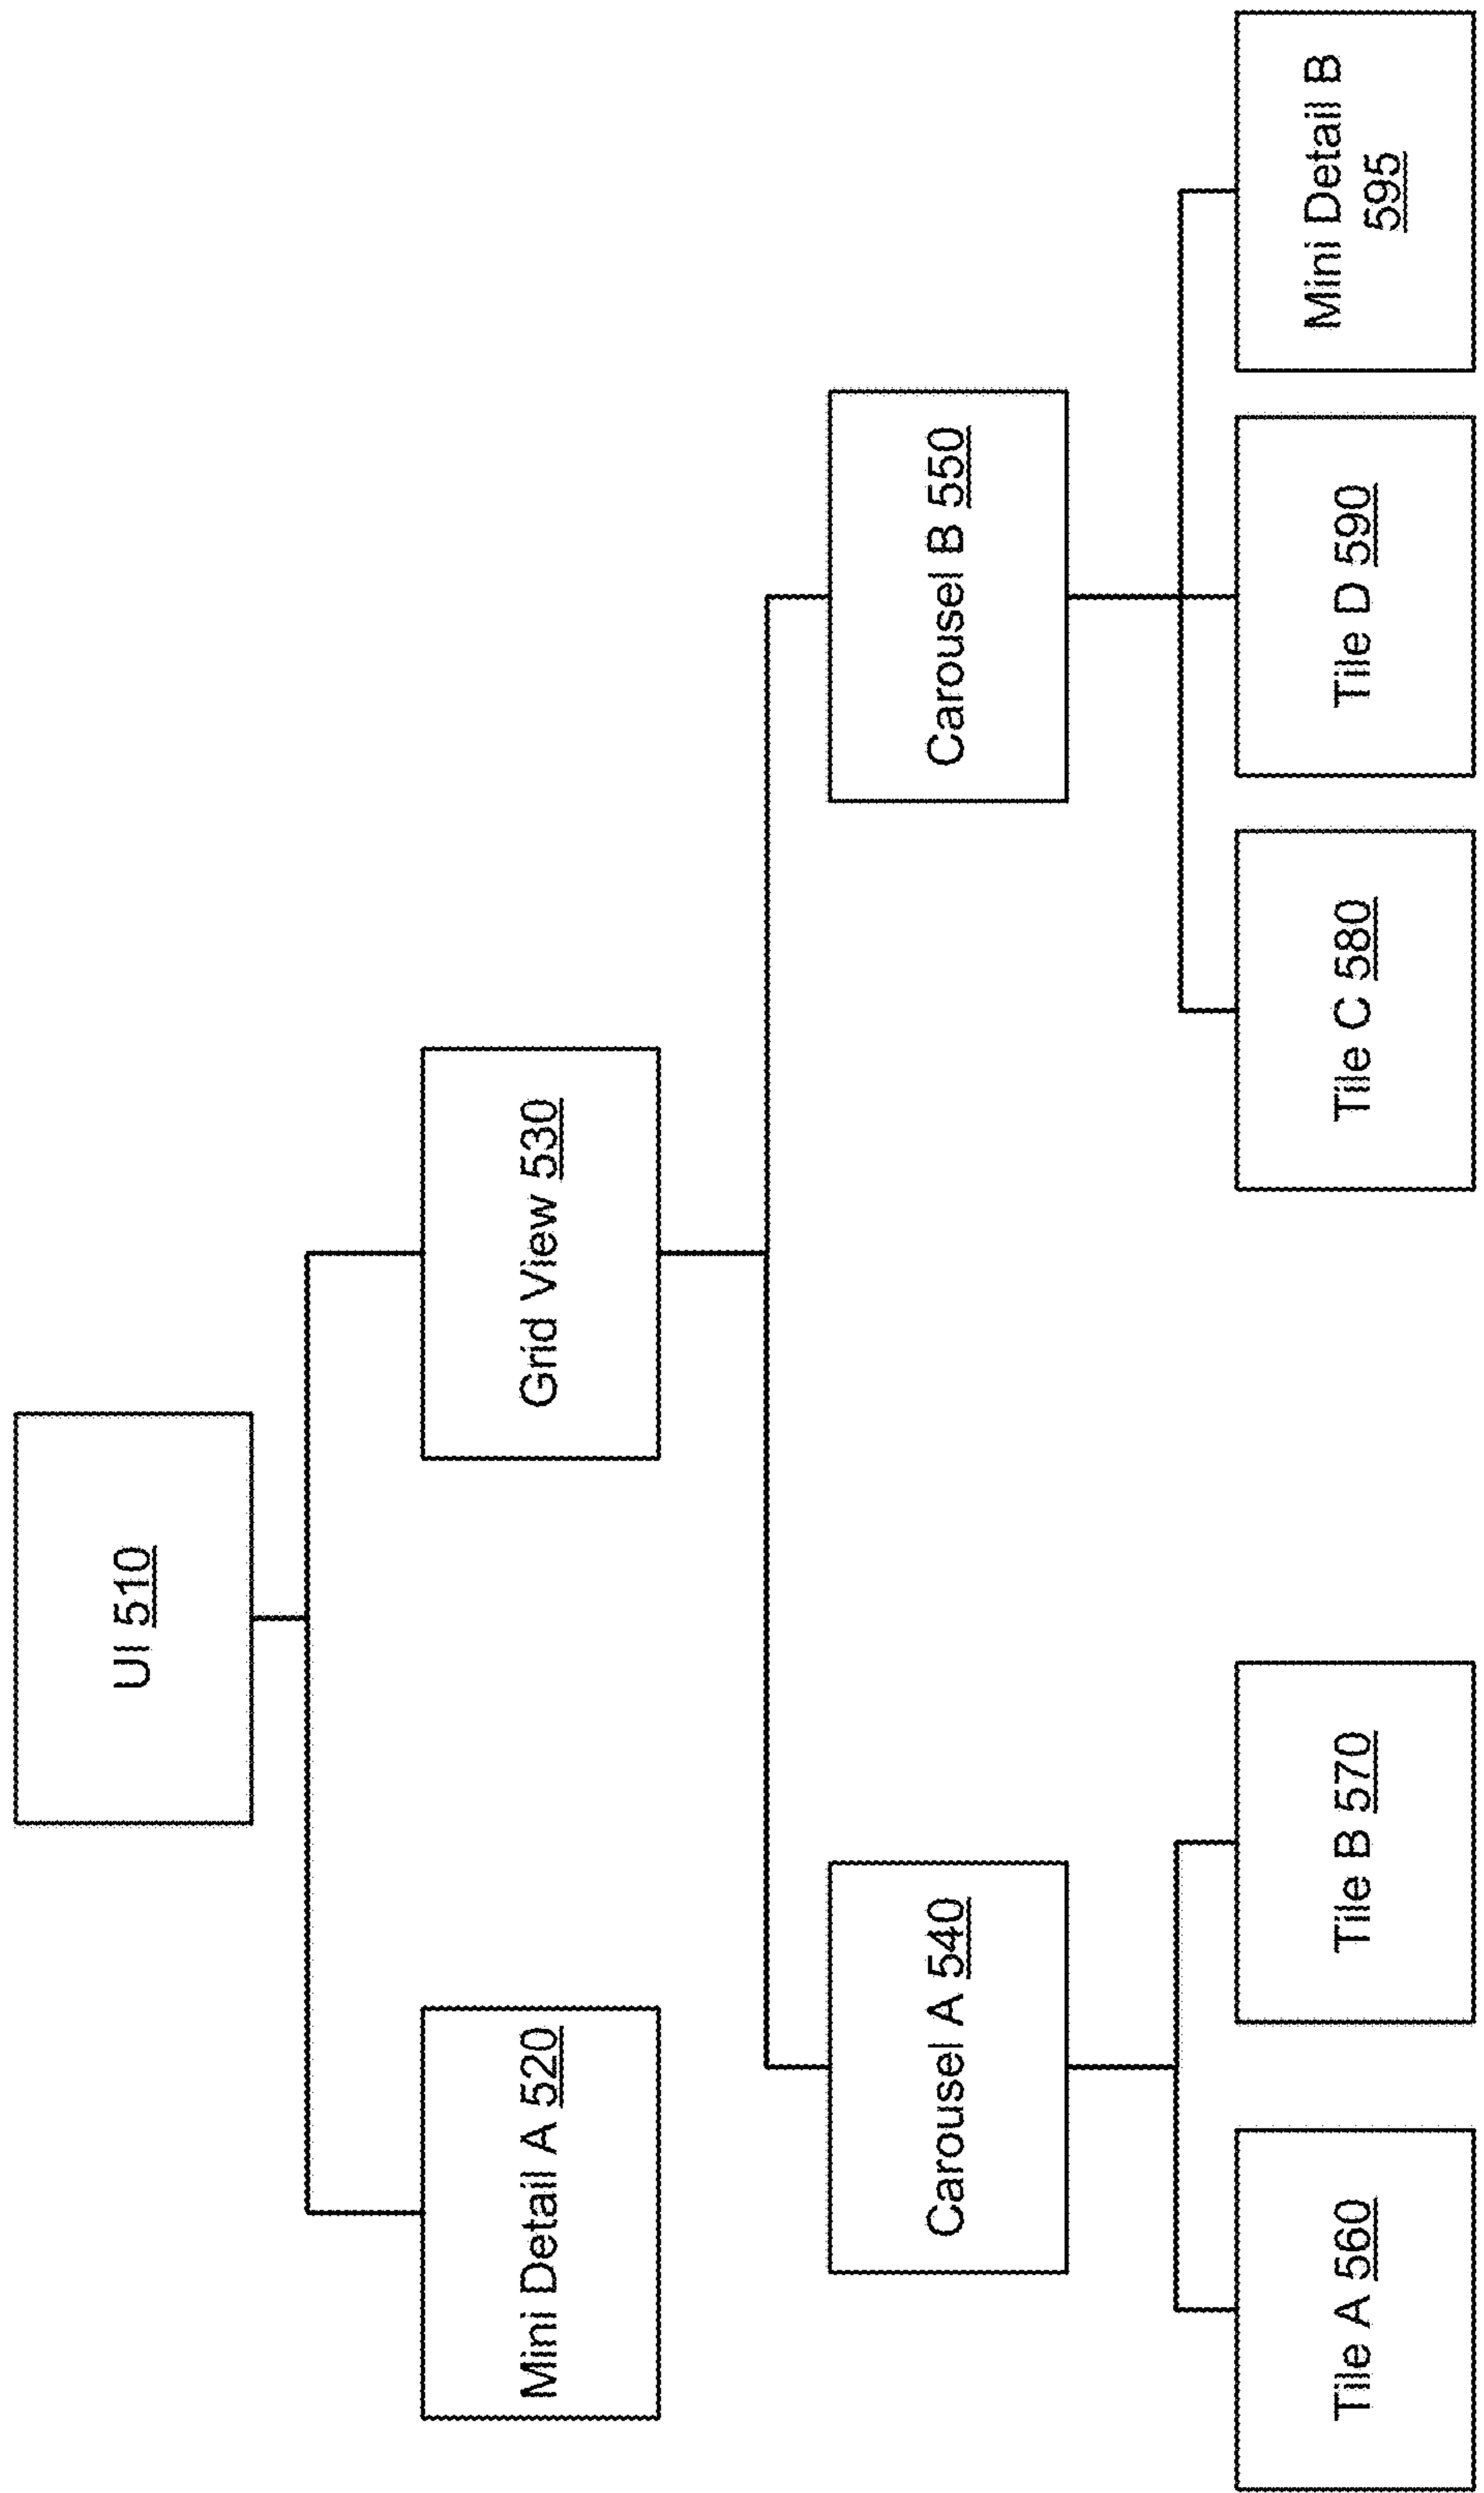 UI 510
Mini Detail A 520
Grid View 530
Carousel A 540
Carousel B 550
Tile A 560
Tile B 570
Tile C 580
Tile D 590
Mini Detail B
595